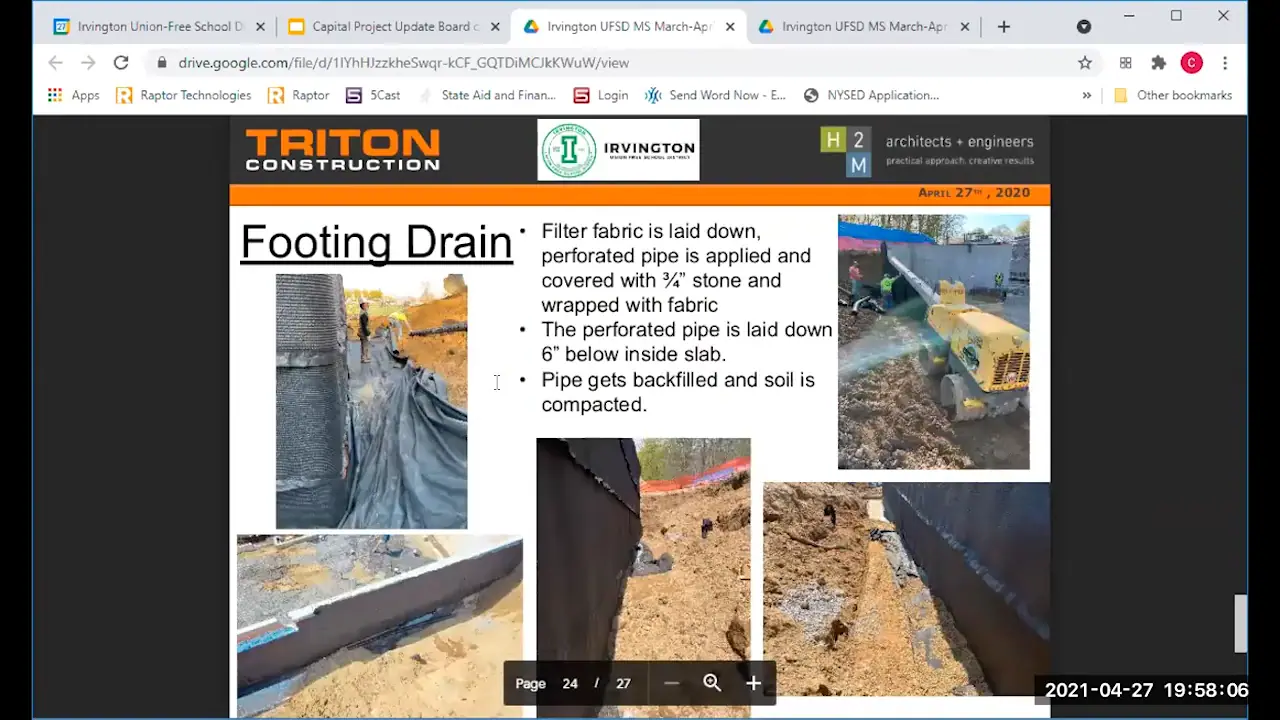 Irvington Union-Free School D
Capital Project Update Board c
Irvington UFSD MS March-Apr
Irvington UFSD MS March-Apr
drive.google.com/file/d/1IYhHJzzkheSwqr-kCF_GQTDiMCJkKWuW/view
C
Apps
Raptor Technologies
Raptor
5Cast
State Aid and Finan...
Login
Send Word Now - E...
NYSED Application...
»
Other bookmarks
TRITON
CONSTRUCTION
I
IRVINGTON
UNION FREE SCHOOL DISTRICT
H2M
architects + engineers
practical approach. creative results
APRIL 27TH, 2020
Footing Drain
• Filter fabric is laid down,
perforated pipe is applied and
covered with ¾” stone and
wrapped with fabric
• The perforated pipe is laid down
6” below inside slab.
• Pipe gets backfilled and soil is
compacted.
Page 24 / 27
2021-04-27 19:58:06